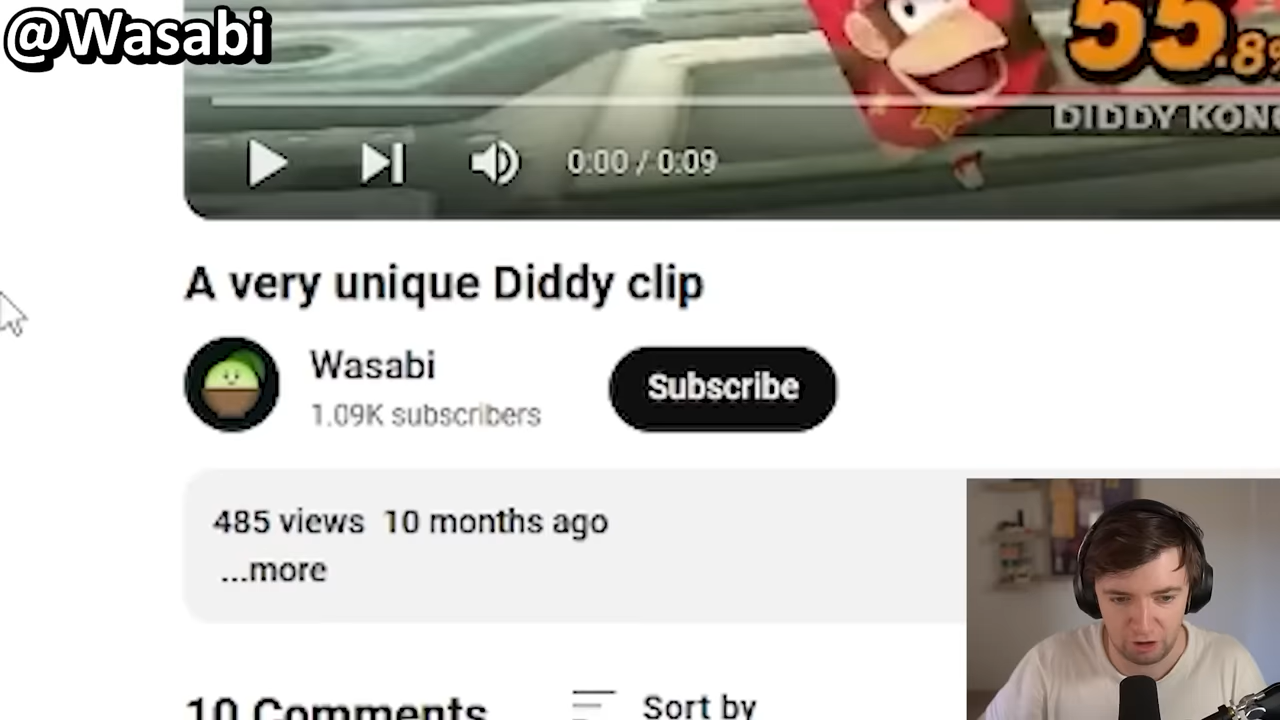 @Wasabi
55.8%
DIDDY KONG
0:00 / 0:09
A very unique Diddy clip
Wasabi
1.09K subscribers
Subscribe
485 views 10 months ago
...more
10 Comments
Sort by